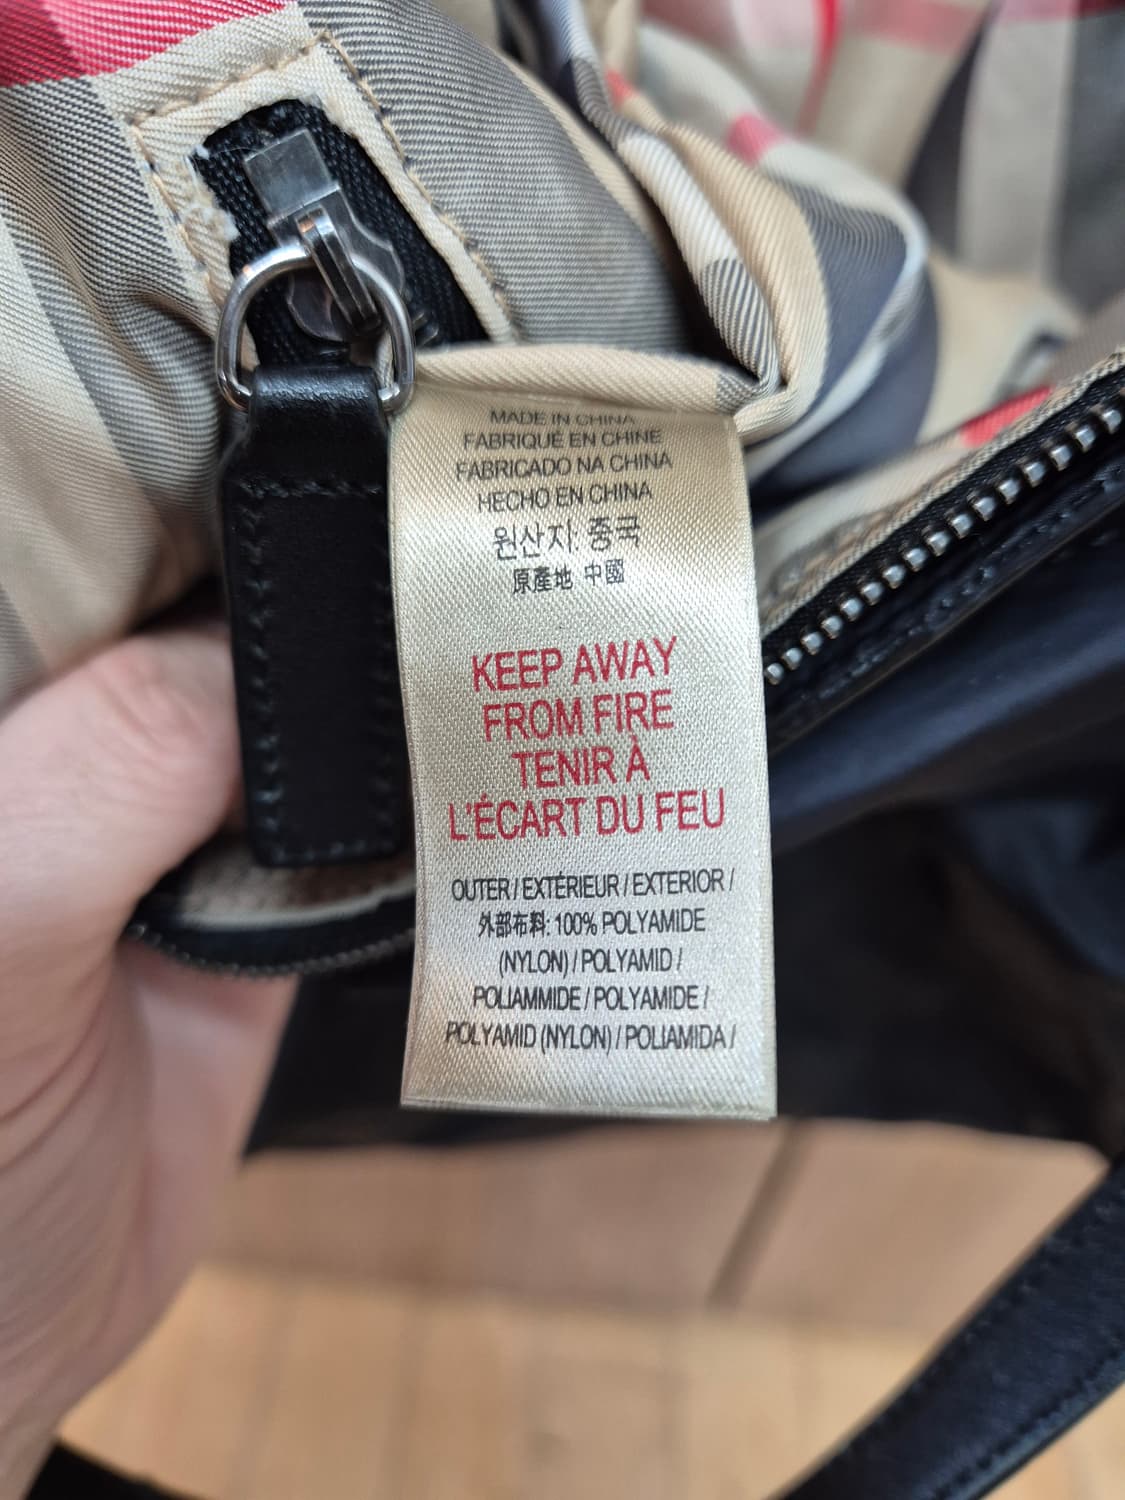 MADE IN CHINA
FABRIQUÉ EN CHINE
FABRICADO NA CHINA
HECHO EN CHINA
원산지: 중국
原產地 中國
KEEP AWAY
FROM FIRE
TENIR À
L'ÉCART DU FEU
OUTER / EXTÉRIEUR / EXTERIOR /
外部布料: 100% POLYAMIDE
(NYLON) / POLYAMID /
POLIAMMIDE / POLYAMIDE /
POLYAMID (NYLON) / POLIAMIDA /